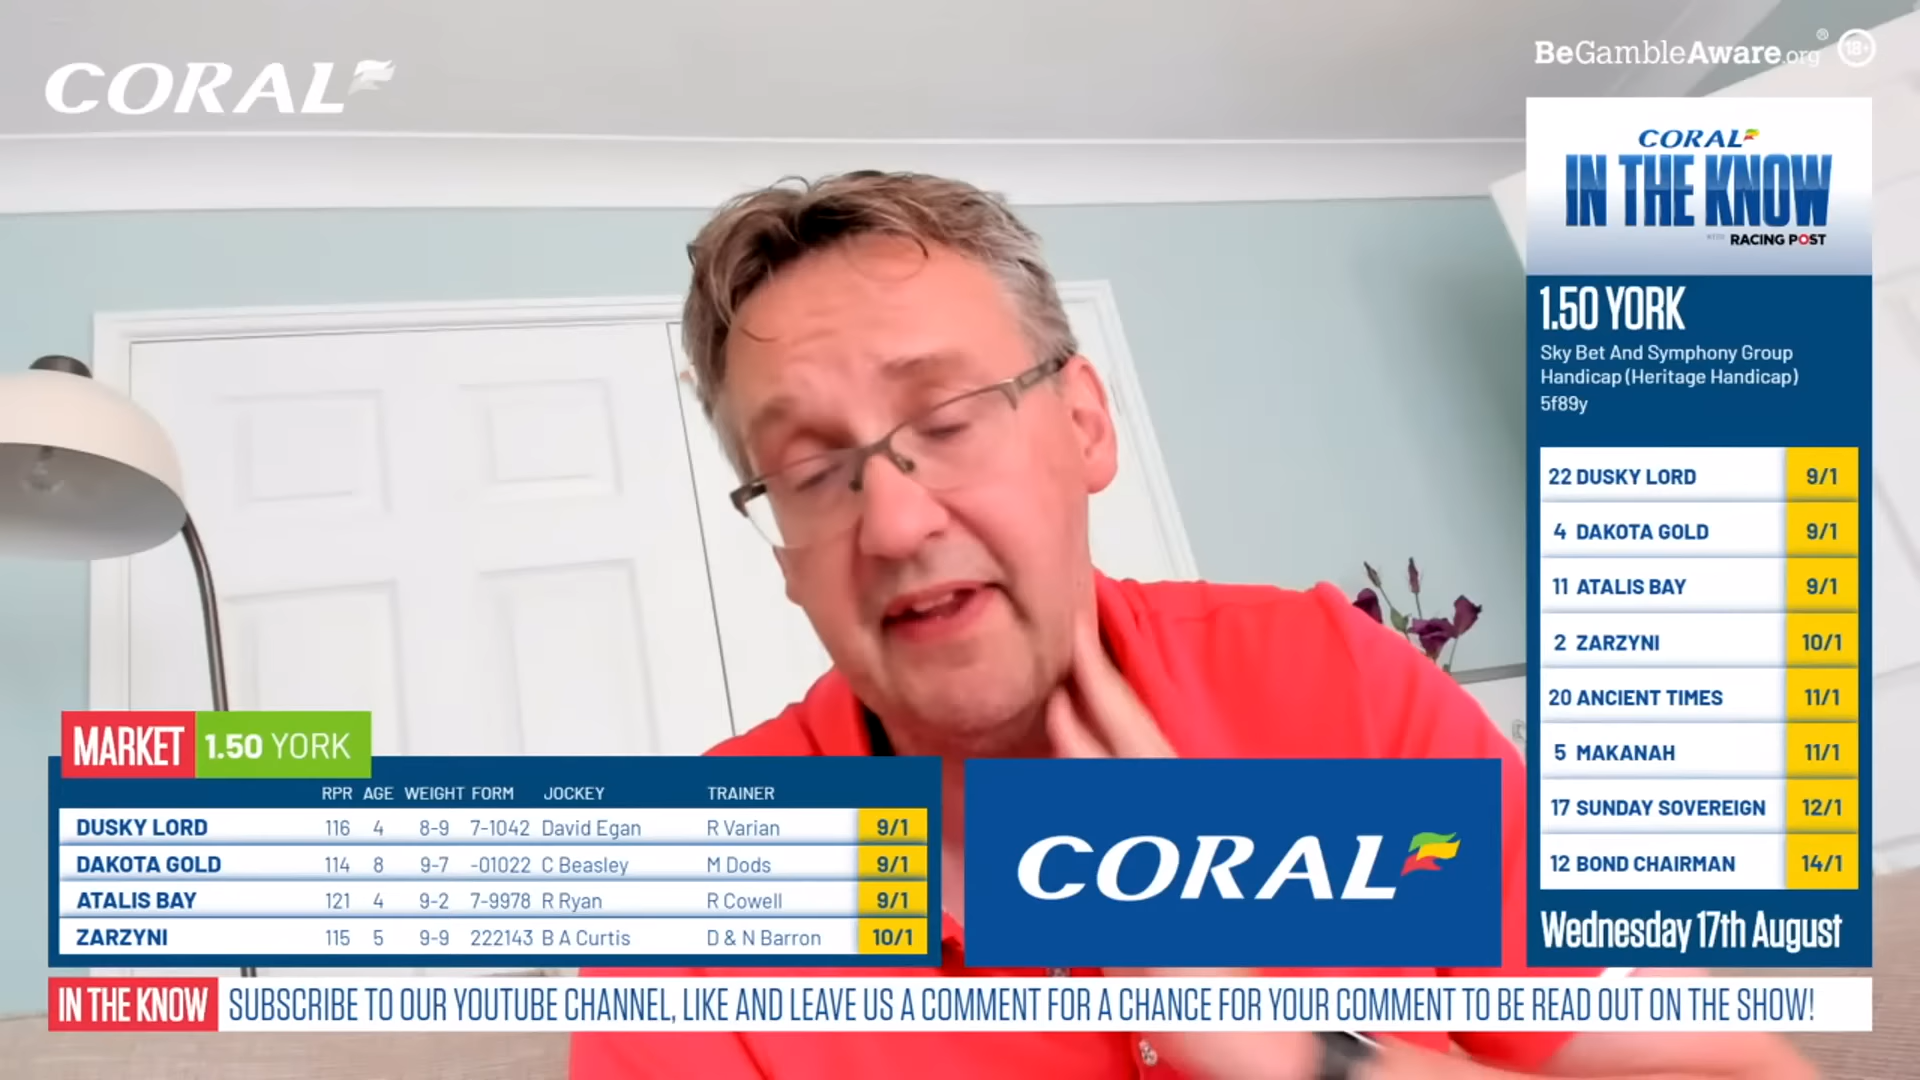 CORAL
BeGambleAware.org®
18+
CORAL
IN THE KNOW
WITH RACING POST
1.50 YORK
Sky Bet And Symphony Group
Handicap (Heritage Handicap)
5f89y
22 DUSKY LORD 9/1
4 DAKOTA GOLD 9/1
11 ATALIS BAY 9/1
2 ZARZYNI 10/1
20 ANCIENT TIMES 11/1
5 MAKANAH 11/1
17 SUNDAY SOVEREIGN 12/1
12 BOND CHAIRMAN 14/1
Wednesday 17th August
MARKET 1.50 YORK
RPR AGE WEIGHT FORM JOCKEY TRAINER
DUSKY LORD 116 4 8-9 7-1042 David Egan R Varian 9/1
DAKOTA GOLD 114 8 9-7 -01022 C Beasley M Dods 9/1
ATALIS BAY 121 4 9-2 7-9978 R Ryan R Cowell 9/1
ZARZYNI 115 5 9-9 222143 B A Curtis D & N Barron 10/1
CORAL
IN THE KNOW SUBSCRIBE TO OUR YOUTUBE CHANNEL, LIKE AND LEAVE US A COMMENT FOR A CHANCE FOR YOUR COMMENT TO BE READ OUT ON THE SHOW!